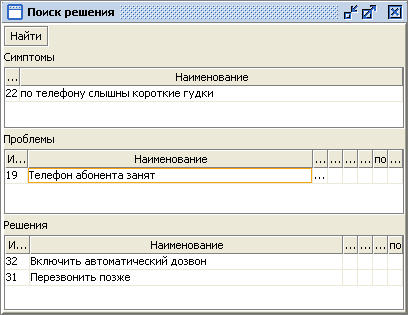 Поиск решения
Найти
Симптомы
... Наименование
22 по телефону слышны короткие гудки
Проблемы
И... Наименование ... ... ... ... по ...
19 Телефон абонента занят ...
Решения
И... Наименование ... ... ... по
32 Включить автоматический дозвон
31 Перезвонить позже